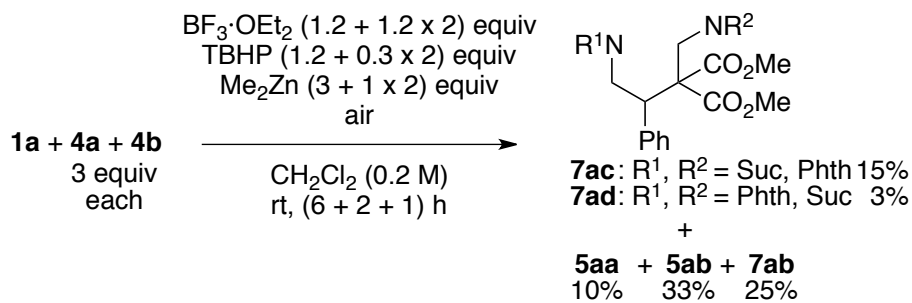 BF3·OEt2 (1.2 + 1.2 x 2) equiv
TBHP (1.2 + 0.3 x 2) equiv
Me2Zn (3 + 1 x 2) equiv
air
1a + 4a + 4b
3 equiv
each
CH2Cl2 (0.2 M)
rt, (6 + 2 + 1) h
R1N
NR2
CO2Me
CO2Me
Ph
7ac: R1, R2 = Suc, Phth 15%
7ad: R1, R2 = Phth, Suc 3%
+
5aa + 5ab + 7ab
10% 33% 25%